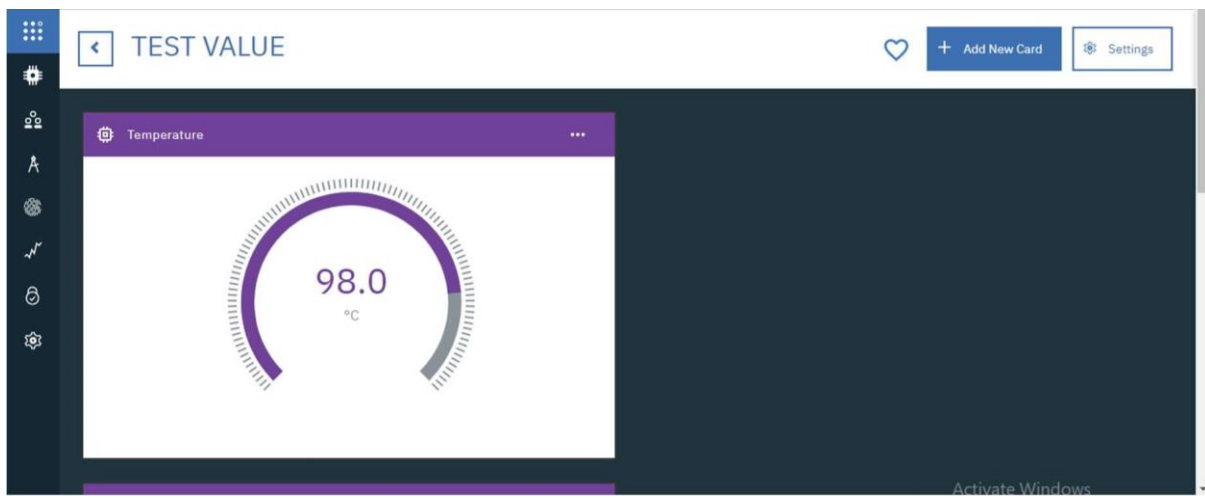 TEST VALUE
+ Add New Card
Settings
Temperature
98.0
°C
Activate Windows